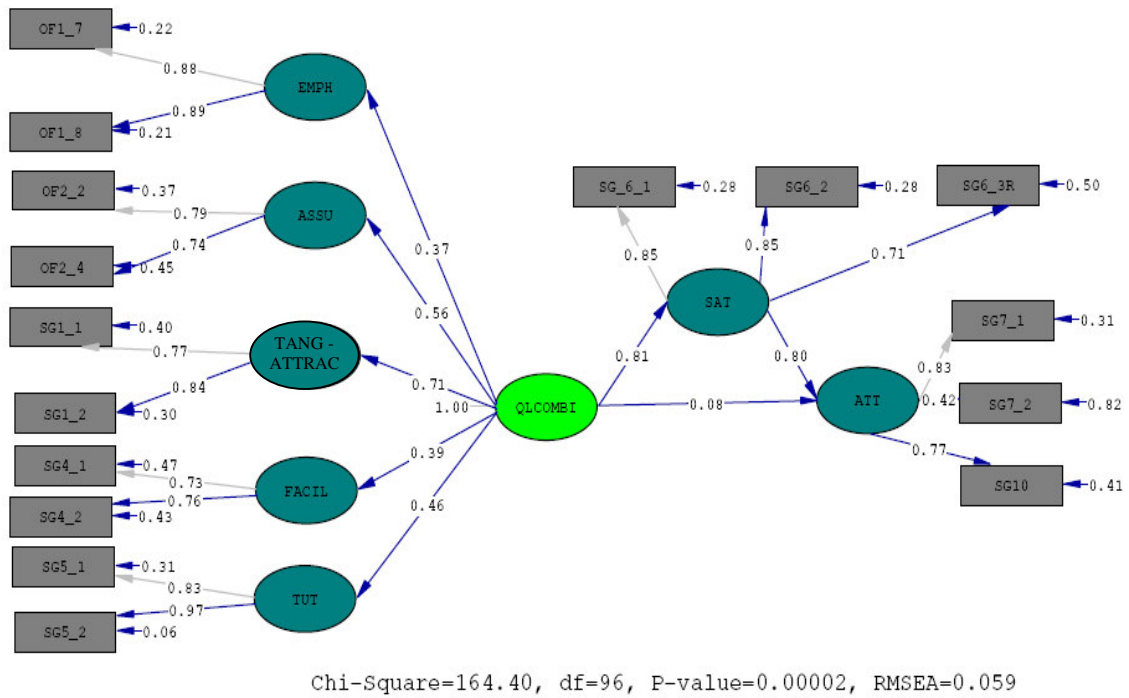 OF1_7
0.22
0.88
EMPH
0.89
OF1_8
0.21
OF2_2
0.37
0.79
ASSU
0.74
OF2_4
0.45
SG1_1
0.40
0.77
TANG -
ATTRAC
0.84
SG1_2
0.30
SG4_1
0.47
0.73
FACIL
0.76
SG4_2
0.43
SG5_1
0.31
0.83
TUT
0.97
SG5_2
0.06
0.37
0.56
0.71
1.00
0.39
0.46
QLCOMBI
0.81
0.08
SG_6_1
0.28
SG6_2
0.28
SG6_3R
0.50
0.85
0.85
0.71
SAT
0.80
ATT
SG7_1
0.31
0.83
0.42
SG7_2
0.82
0.77
SG10
0.41
Chi-Square=164.40, df=96, P-value=0.00002, RMSEA=0.059